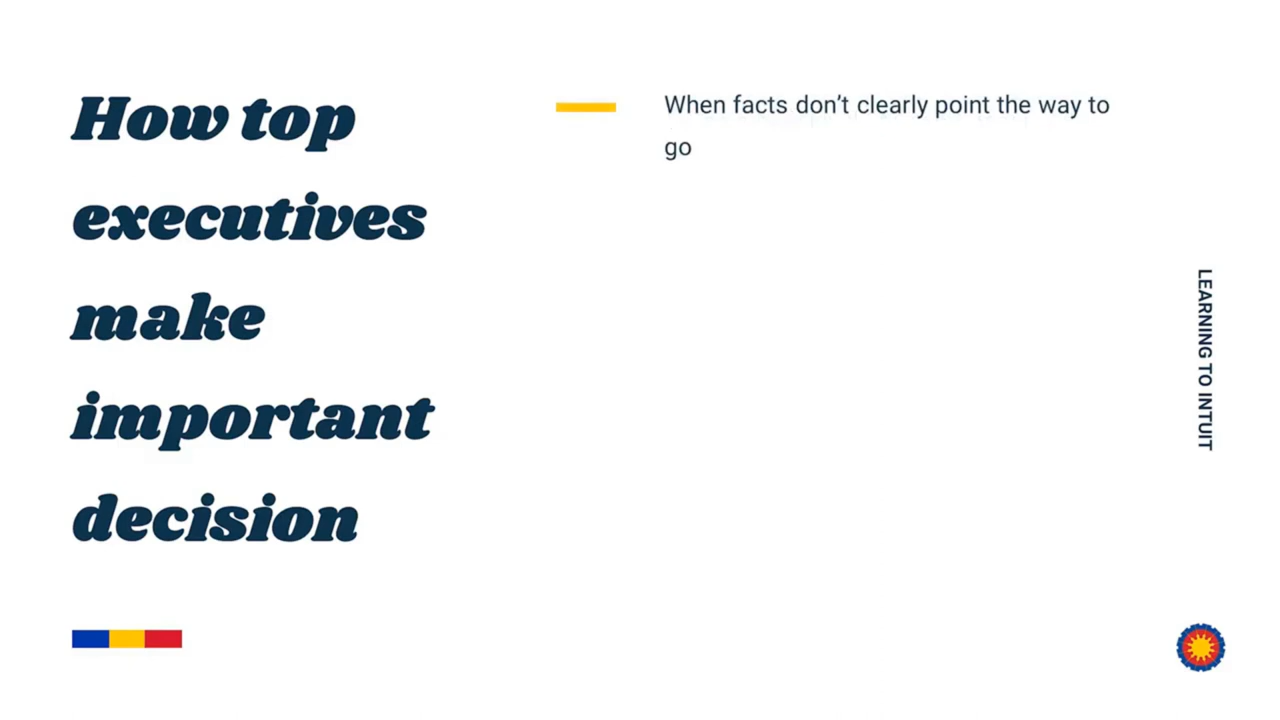 How top
executives
make
important
decision
When facts don't clearly point the way to
go
LEARNING TO INTUIT